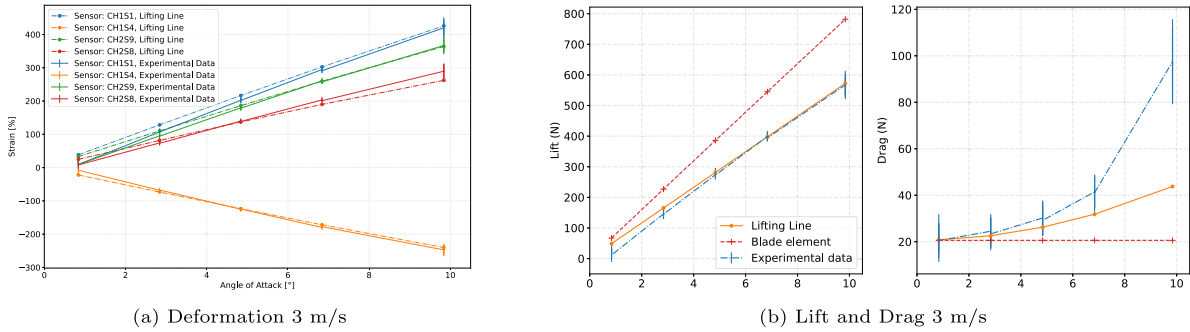 Sensor: CH1S1, Lifting Line
Sensor: CH1S4, Lifting Line
Sensor: CH2S9, Lifting Line
Sensor: CH2S8, Lifting Line
Sensor: CH1S1, Experimental Data
Sensor: CH1S4, Experimental Data
Sensor: CH2S9, Experimental Data
Sensor: CH2S8, Experimental Data
400
300
200
100
0
−100
−200
−300
Strain [%]
0 2 4 6 8 10
Angle of Attack [°]
(a) Deformation 3 m/s
800
700
600
500
400
300
200
100
0
Lift (N)
Lifting Line
Blade element
Experimental data
0 2 4 6 8 10
120
100
80
60
40
20
Drag (N)
0 2 4 6 8 10
(b) Lift and Drag 3 m/s